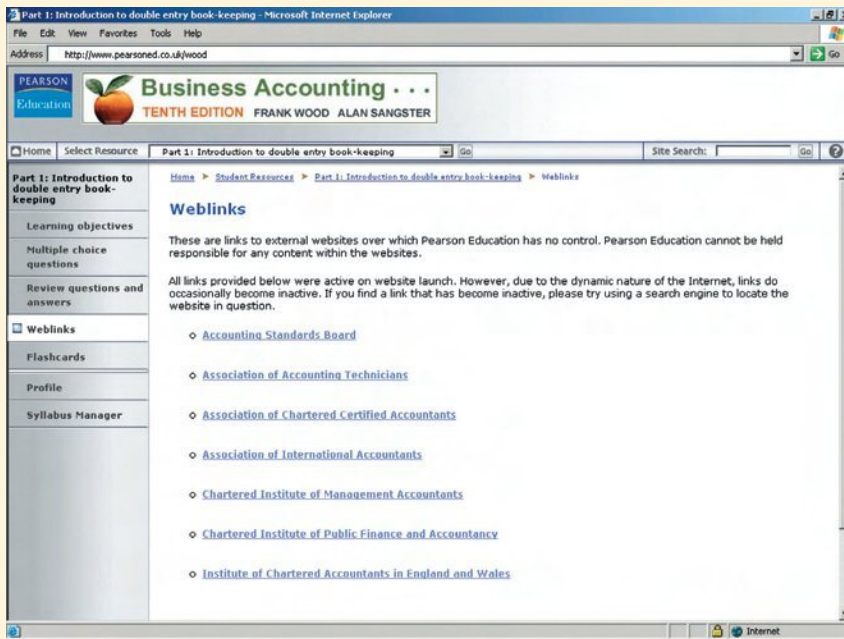 Part 1: Introduction to double entry book-keeping - Microsoft Internet Explorer
File Edit View Favorites Tools Help
Address http://www.pearsoned.co.uk/wood Go
PEARSON
Education
Business Accounting . . .
TENTH EDITION FRANK WOOD ALAN SANGSTER
Home Select Resource Part 1: Introduction to double entry book-keeping Go Site Search: Go ?
Part 1: Introduction to
double entry book-
keeping
Learning objectives
Multiple choice
questions
Review questions and
answers
Weblinks
Flashcards
Profile
Syllabus Manager
Home Student Resources Part 1: Introduction to double entry book-keeping Weblinks
Weblinks
These are links to external websites over which Pearson Education has no control. Pearson Education cannot be held
responsible for any content within the websites.
All links provided below were active on website launch. However, due to the dynamic nature of the Internet, links do
occasionally become inactive. If you find a link that has become inactive, please try using a search engine to locate the
website in question.
Accounting Standards Board
Association of Accounting Technicians
Association of Chartered Certified Accountants
Association of International Accountants
Chartered Institute of Management Accountants
Chartered Institute of Public Finance and Accountancy
Institute of Chartered Accountants in England and Wales
Internet